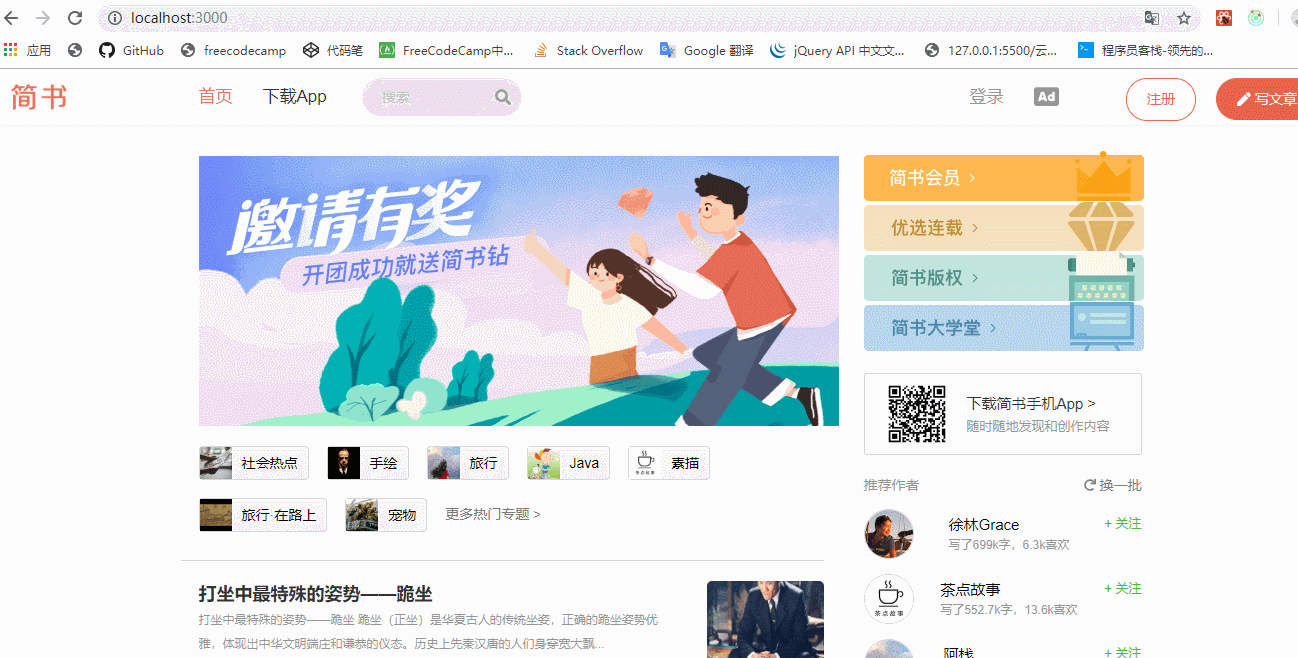 localhost:3000
应用 GitHub freecodecamp 代码笔 FreeCodeCamp中... Stack Overflow Google 翻译 jQuery API 中文文... 127.0.0.1:5500/云... 程序员客栈-领先的...
简书 首页 下载App 搜索 登录 Ad 注册 写文章
邀请有奖
开团成功就送简书钻
简书会员 >
优选连载 >
简书版权 >
简书大学堂 >
下载简书手机App >
随时随地发现和创作内容
社会热点 手绘 旅行 Java 茶点故事 素描
旅行·在路上 宠物 更多热门专题 >
推荐作者 换一批
徐林Grace + 关注
写了699k字，6.3k喜欢
茶点故事 茶点故事 + 关注
写了552.7k字，13.6k喜欢
阿栈 + 关注
打坐中最特殊的姿势——跪坐
打坐中最特殊的姿势——跪坐 跪坐（正坐）是华夏古人的传统坐姿，正确的跪坐姿势优
雅，体现出中华文明端庄和谦恭的仪态。历史上先秦汉唐的人们身穿宽大飘...